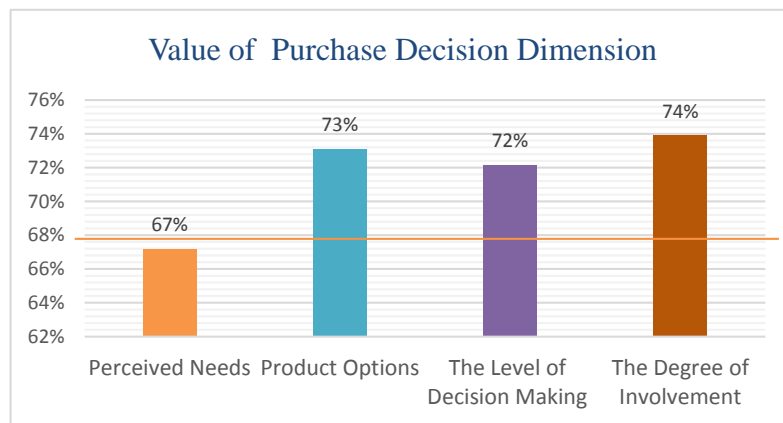 Value of Purchase Decision Dimension
76%
74%
72%
70%
68%
66%
64%
62%
67%
73%
72%
74%
Perceived Needs
Product Options
The Level of
Decision Making
The Degree of
Involvement